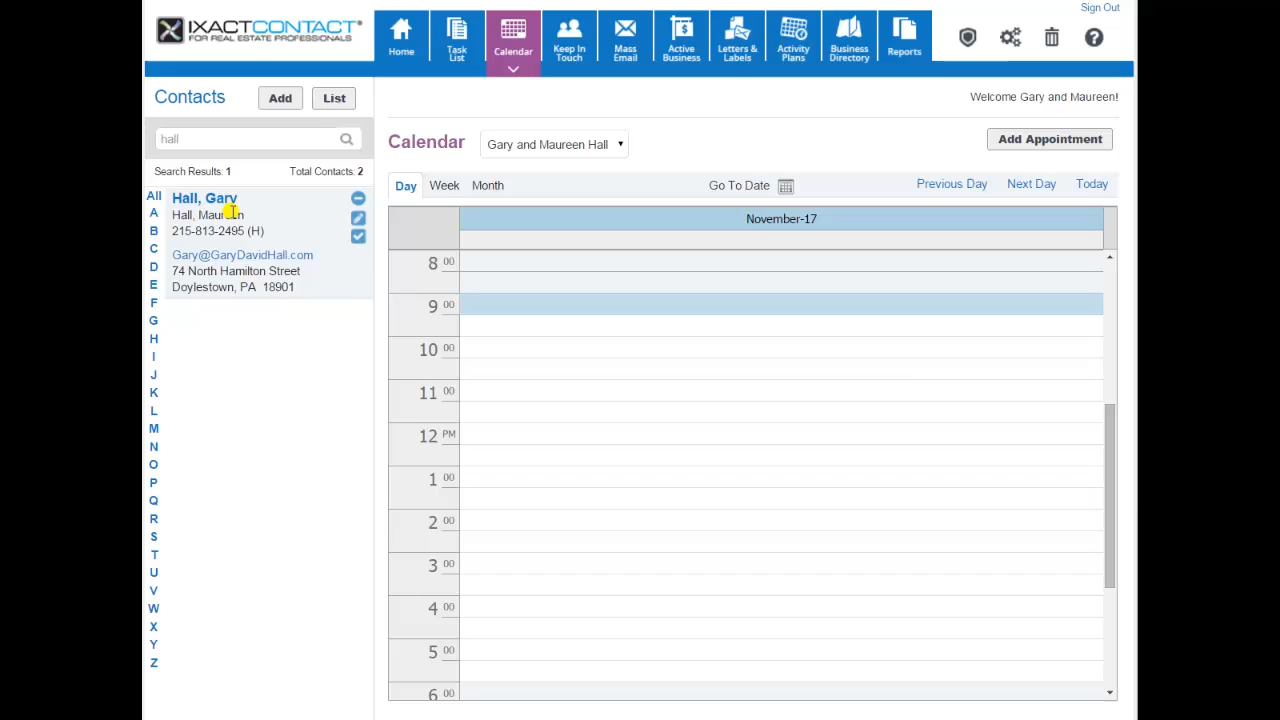 Sign Out
IXACTCONTACT®
FOR REAL ESTATE PROFESSIONALS
Home
Task List
Calendar
Keep In Touch
Mass Email
Active Business
Letters & Labels
Activity Plans
Business Directory
Reports
Contacts
Add
List
Welcome Gary and Maureen!
hall
Calendar
Gary and Maureen Hall
Add Appointment
Search Results: 1
Total Contacts: 2
Day
Week
Month
Go To Date
Previous Day
Next Day
Today
All
A
B
C
D
E
F
G
H
I
J
K
L
M
N
O
P
Q
R
S
T
U
V
W
X
Y
Z
Hall, Gary
Hall, Maureen
215-813-2495 (H)
Gary@GaryDavidHall.com
74 North Hamilton Street
Doylestown, PA 18901
November-17
8 00
9 00
10 00
11 00
12 PM
1 00
2 00
3 00
4 00
5 00
6 00